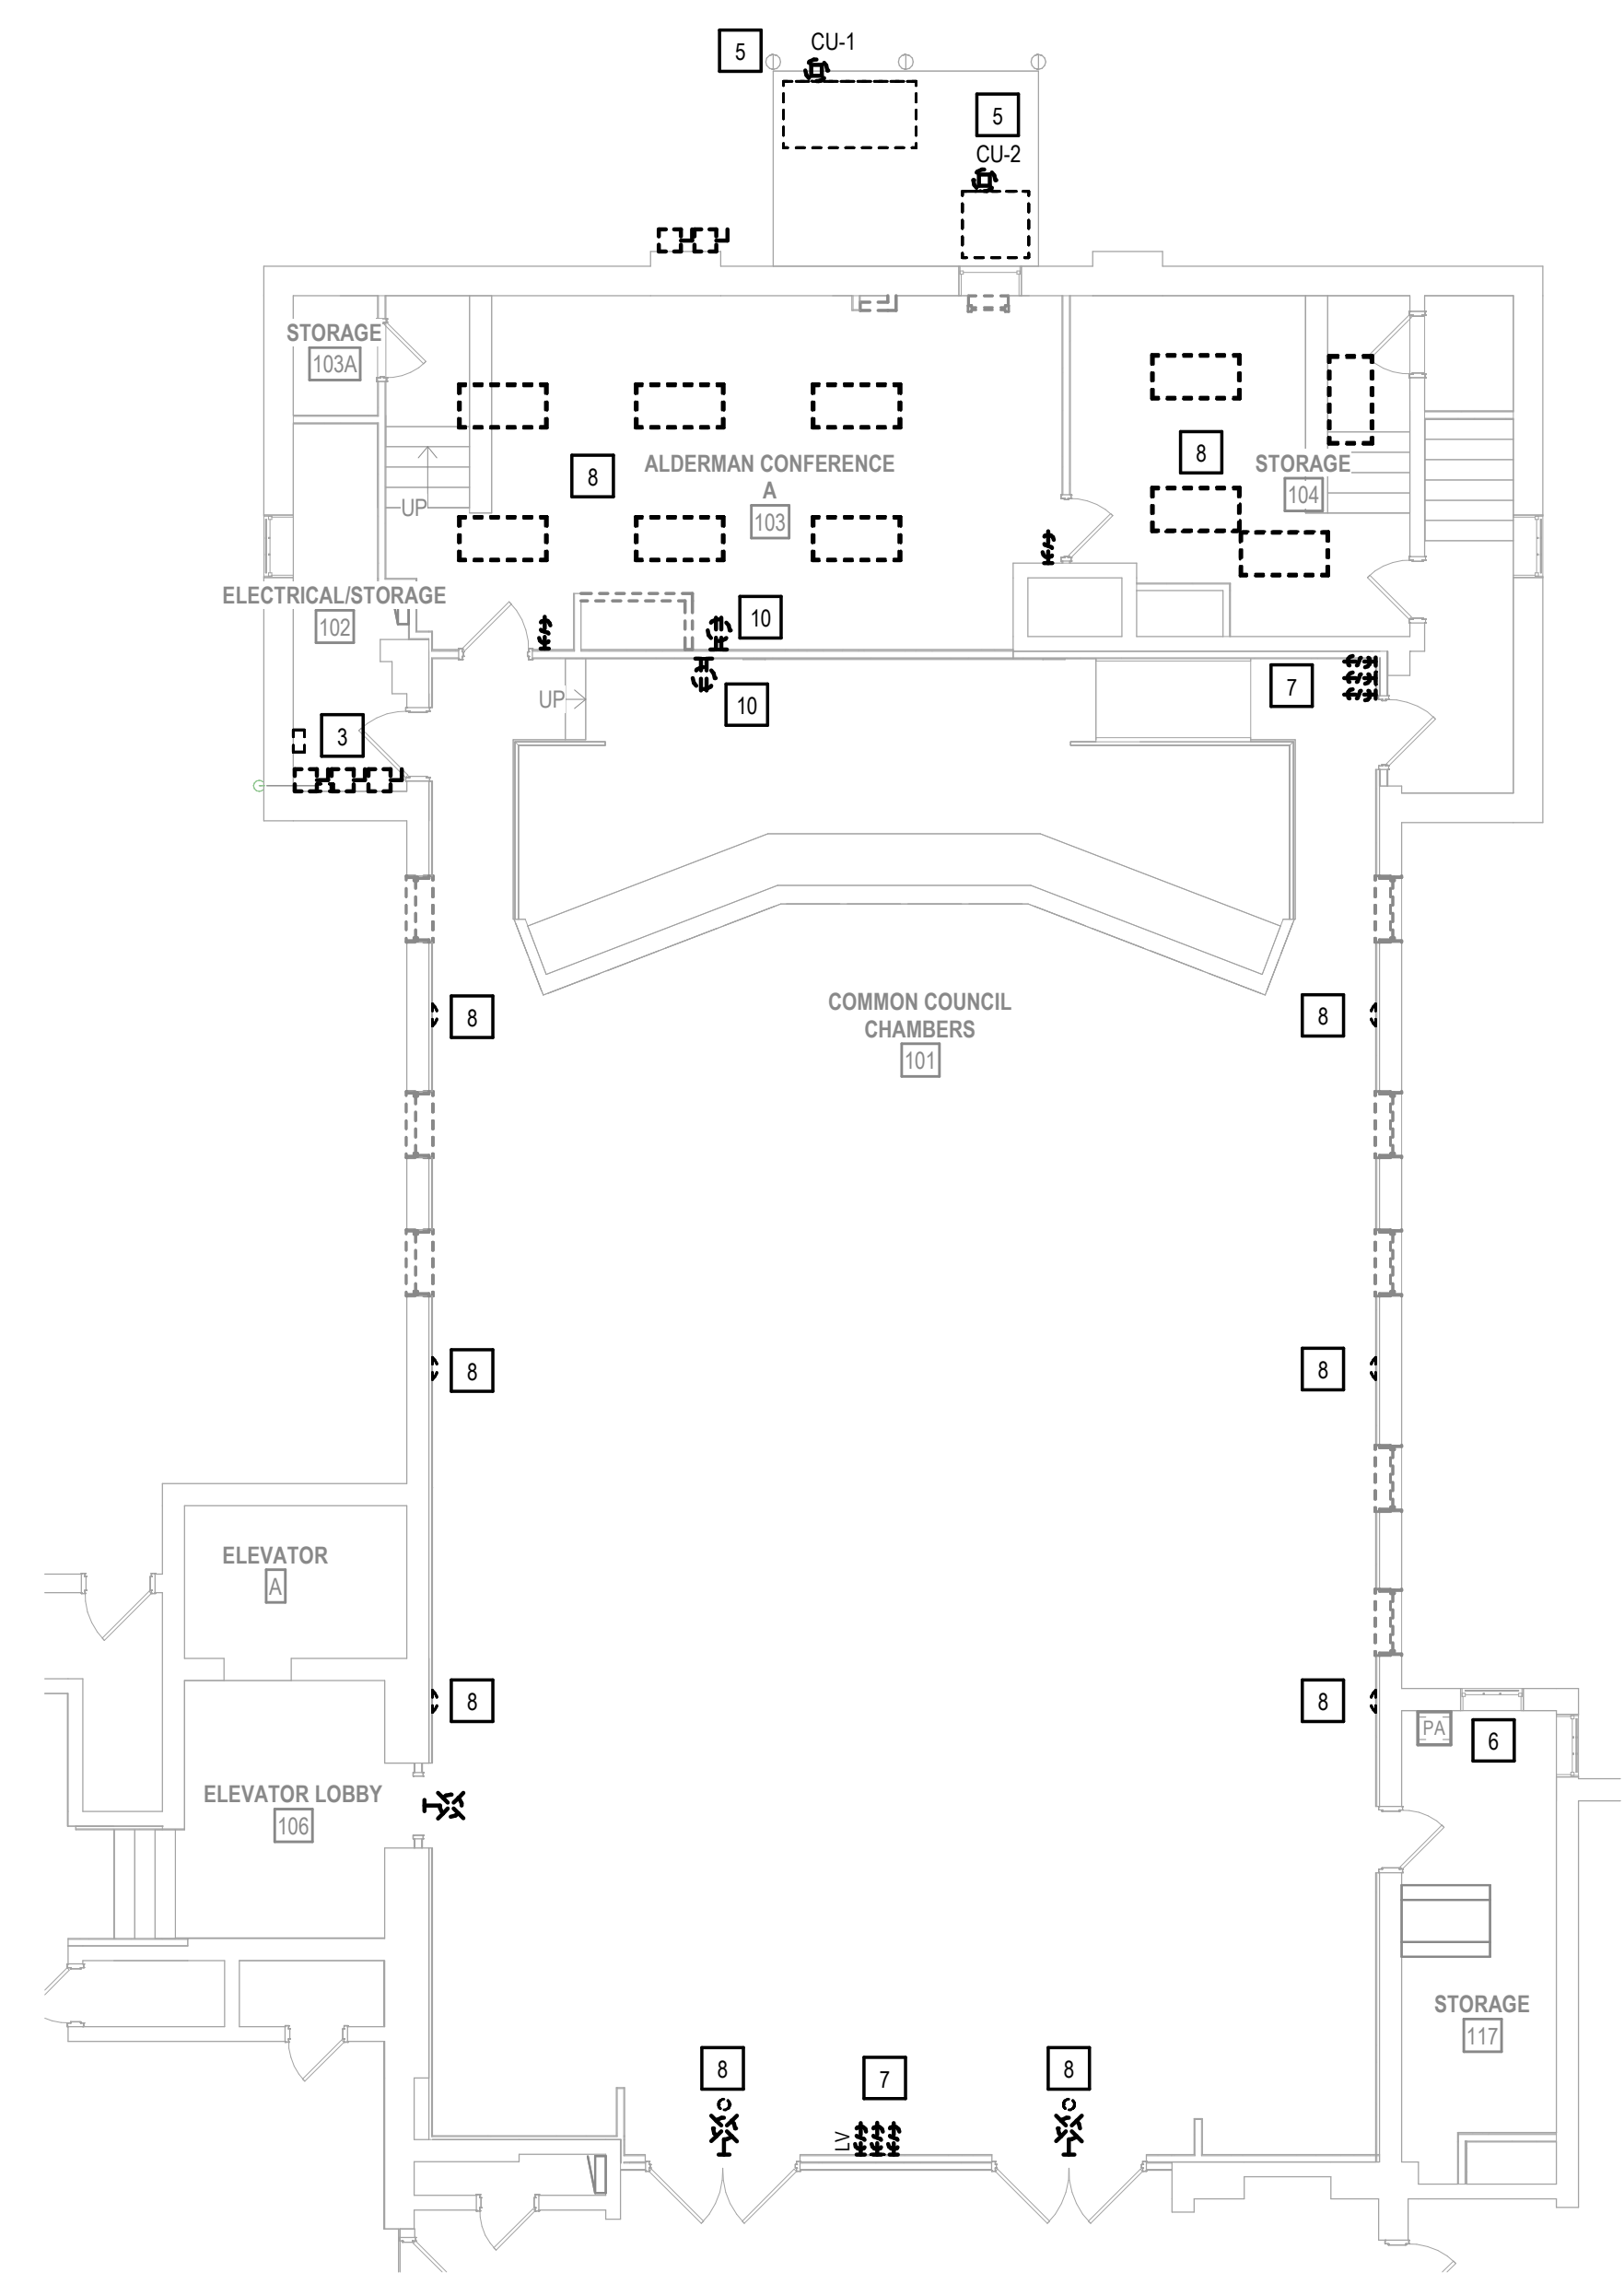 5
CU-1
5
CU-2
STORAGE
103A
8
ALDERMAN CONFERENCE
A
103
8
STORAGE
104
UP
ELECTRICAL/STORAGE
102
10
UP
10
7
3
8
COMMON COUNCIL
CHAMBERS
101
8
8
8
ELEVATOR
A
8
8
PA
6
ELEVATOR LOBBY
106
STORAGE
117
8
7
8
LV